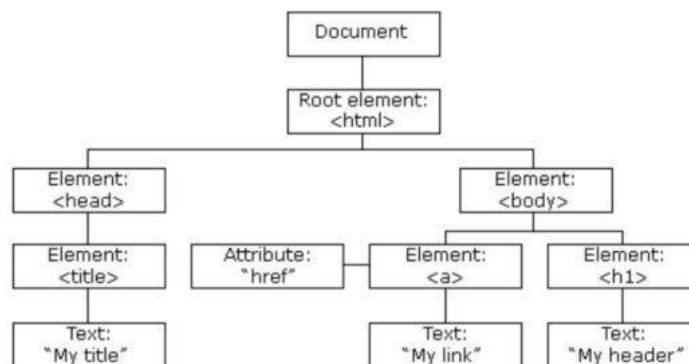 Document
Root element:
<html>
Element:
<head>
Element:
<body>
Element:
<title>
Attribute:
"href"
Element:
<a>
Element:
<h1>
Text:
"My title"
Text:
"My link"
Text:
"My header"